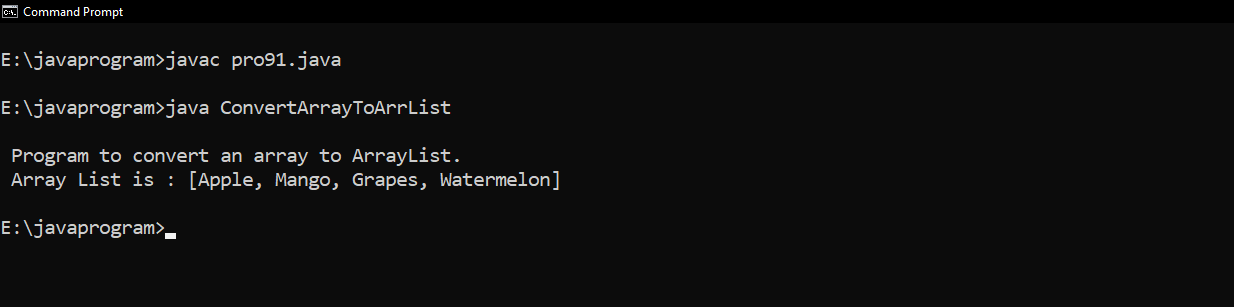 Command Prompt
E:\javaprogram>javac pro91.java
E:\javaprogram>java ConvertArrayToArrList
Program to convert an array to ArrayList.
Array List is : [Apple, Mango, Grapes, Watermelon]
E:\javaprogram>